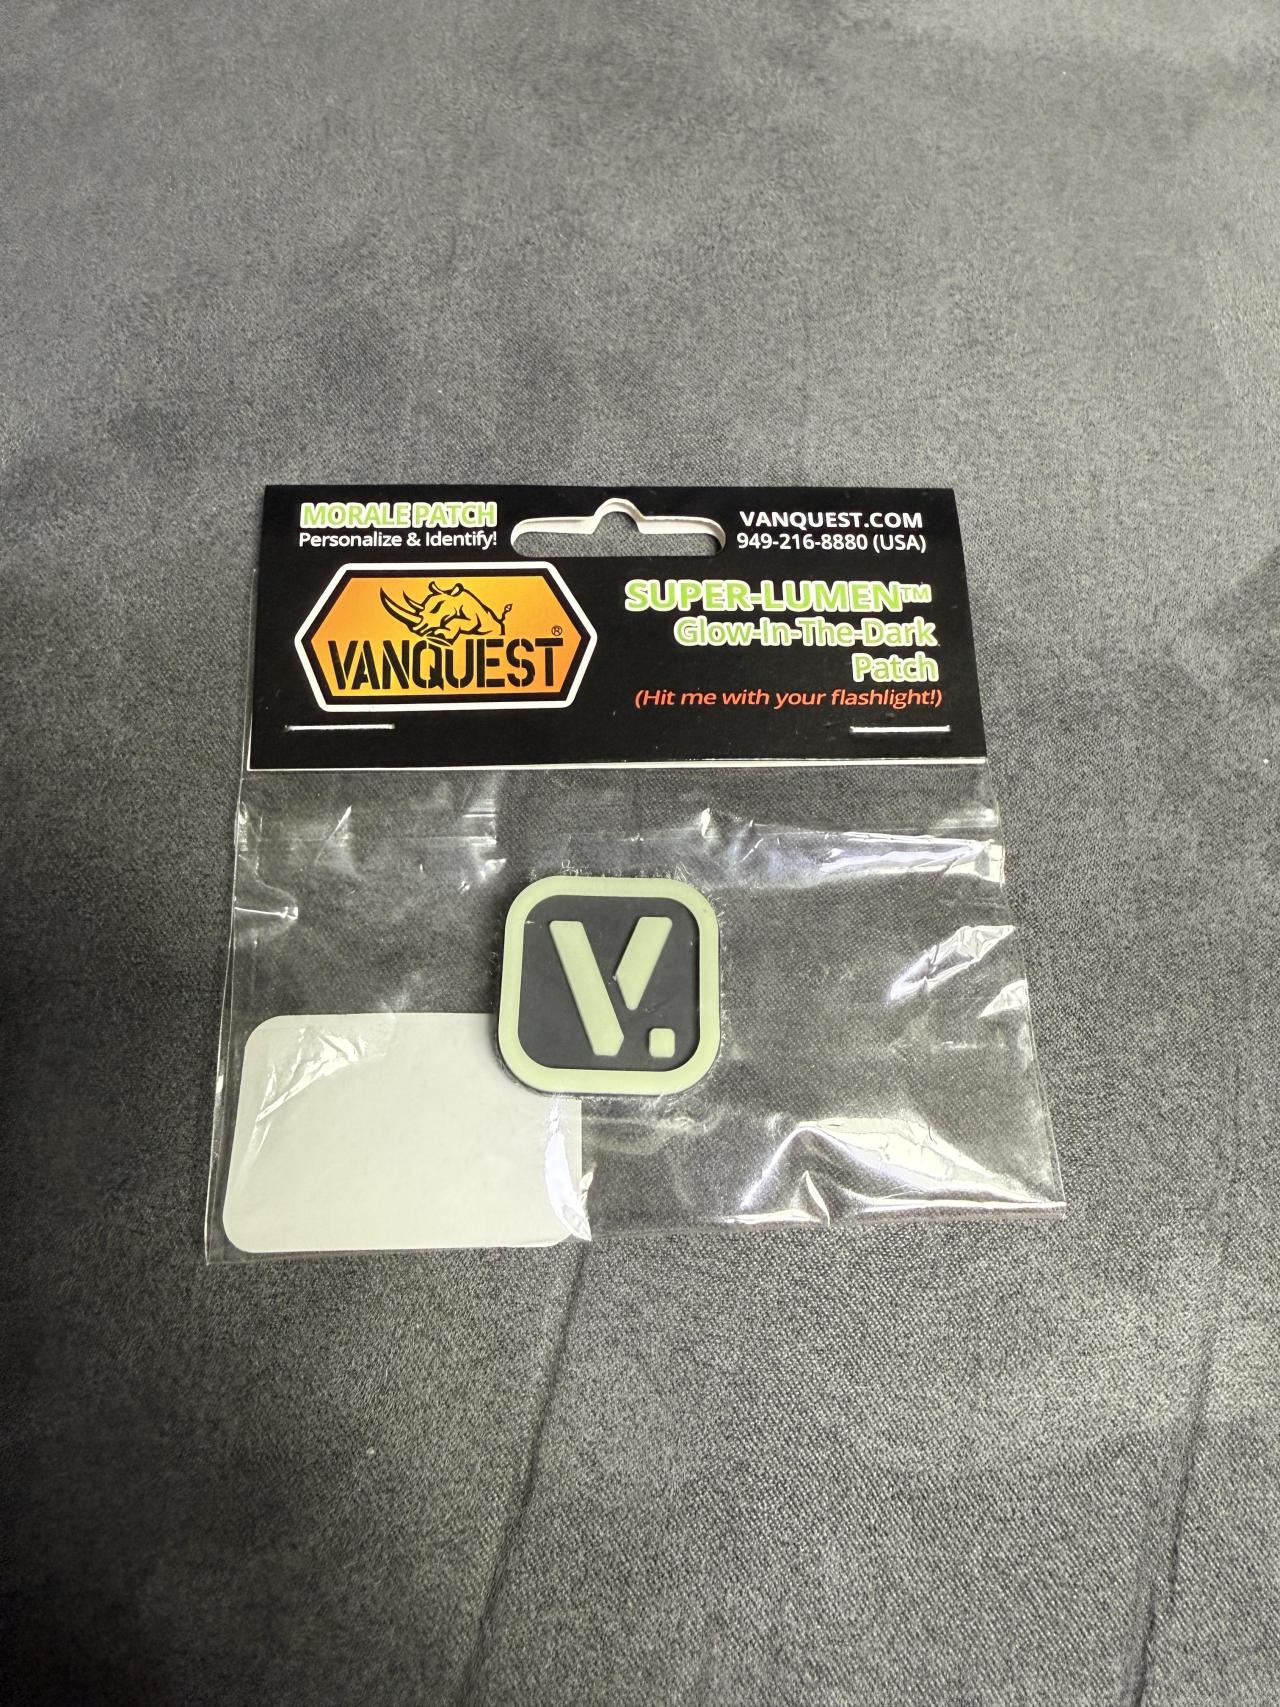 MORALE PATCH
Personalize & Identify!
VANQUEST.COM
949-216-8880 (USA)
VANQUEST®
SUPER-LUMEN™
Glow-In-The-Dark
Patch
(Hit me with your flashlight!)
V.